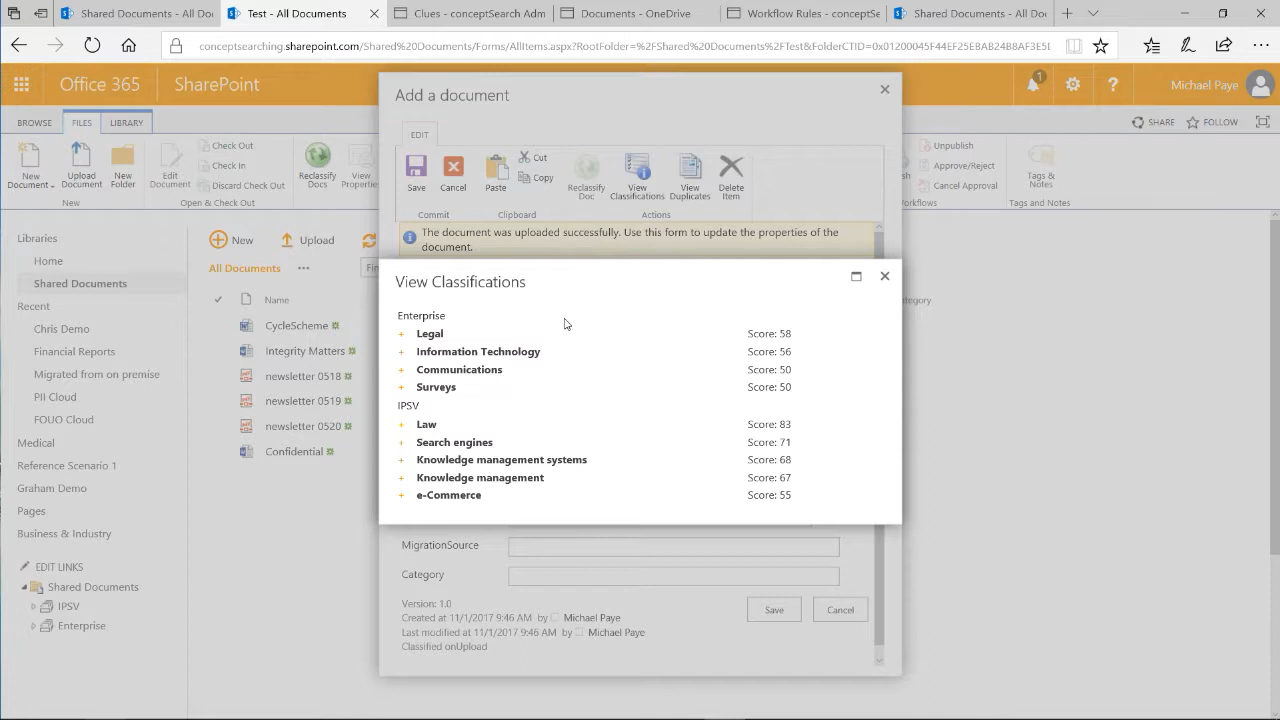 Shared Documents - All Doc
Test - All Documents
Clues - conceptSearch Adm
Documents - OneDrive
Workflow Rules - conceptSe
Shared Documents - All Doc
conceptsearching.sharepoint.com/Shared%20Documents/Forms/AllItems.aspx?RootFolder=%2FShared%20Documents%2FTest&FolderCTID=0x01200045F44EF25EBAB24B8AF3E5D
Office 365
SharePoint
1
Michael Paye
BROWSE
FILES
LIBRARY
SHARE
FOLLOW
New Document
Upload Document
New Folder
Edit Document
Check Out
Check In
Discard Check Out
Reclassify Docs
View Properties
New
Open & Check Out
Unpublish
Approve/Reject
Cancel Approval
Tags & Notes
orkflows
Tags and Notes
Add a document
EDIT
Save
Cancel
Paste
Cut
Copy
Reclassify Doc
View Classifications
View Duplicates
Delete Item
Commit
Clipboard
Actions
The document was uploaded successfully. Use this form to update the properties of the
document.
Libraries
Home
Shared Documents
Recent
Chris Demo
Financial Reports
Migrated from on premise
PII Cloud
FOUO Cloud
Medical
Reference Scenario 1
Graham Demo
Pages
Business & Industry
EDIT LINKS
Shared Documents
IPSV
Enterprise
New
Upload
All Documents
Fin
Name
ategory
CycleScheme
Integrity Matters
newsletter 0518
newsletter 0519
newsletter 0520
Confidential
View Classifications
Enterprise
Legal Score: 58
Information Technology Score: 56
Communications Score: 50
Surveys Score: 50
IPSV
Law Score: 83
Search engines Score: 71
Knowledge management systems Score: 68
Knowledge management Score: 67
e-Commerce Score: 55
MigrationSource
Category
Version: 1.0
Created at 11/1/2017 9:46 AM by Michael Paye
Last modified at 11/1/2017 9:46 AM by Michael Paye
Classified onUpload
Save
Cancel